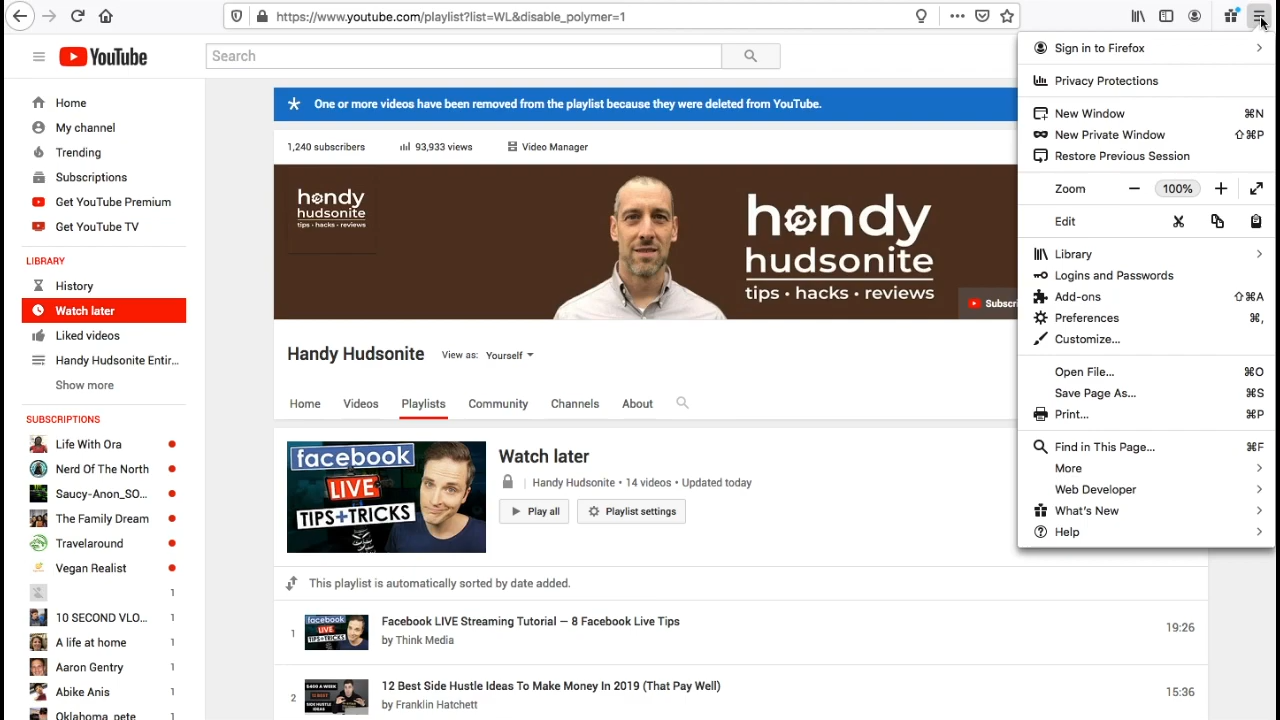 https://www.youtube.com/playlist?list=WL&disable_polymer=1
YouTube
Search
Home
My channel
Trending
Subscriptions
Get YouTube Premium
Get YouTube TV
LIBRARY
History
Watch later
Liked videos
Handy Hudsonite Entir...
Show more
SUBSCRIPTIONS
Life With Ora
Nerd Of The North
Saucy-Anon_SO...
The Family Dream
Travelaround
Vegan Realist
1
10 SECOND VLO... 1
A life at home 1
Aaron Gentry 1
Abike Anis 1
Oklahoma_pete 1
One or more videos have been removed from the playlist because they were deleted from YouTube.
1,240 subscribers 93,933 views Video Manager
handy
hudsonite
tips • hacks • reviews
handy
hudsonite
tips • hacks • reviews
Subscri
Handy Hudsonite View as: Yourself
Home Videos Playlists Community Channels About
facebook
LIVE
TIPS+TRICKS
Watch later
Handy Hudsonite • 14 videos • Updated today
Play all Playlist settings
This playlist is automatically sorted by date added.
1 Facebook LIVE Streaming Tutorial — 8 Facebook Live Tips 19:26
by Think Media
facebook
LIVE
TIPS+TRICKS
2 12 Best Side Hustle Ideas To Make Money In 2019 (That Pay Well) 15:36
by Franklin Hatchett
Sign in to Firefox
Privacy Protections
New Window ⌘N
New Private Window ⇧⌘P
Restore Previous Session
Zoom − 100% +
Edit
Library
Logins and Passwords
Add-ons ⇧⌘A
Preferences ⌘,
Customize...
Open File... ⌘O
Save Page As... ⌘S
Print... ⌘P
Find in This Page... ⌘F
More
Web Developer
What's New
Help